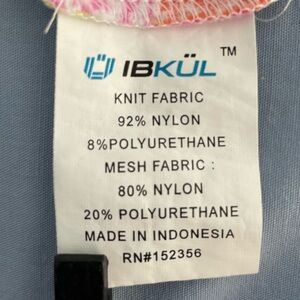 IBKÜL™
KNIT FABRIC
92% NYLON
8%POLYURETHANE
MESH FABRIC :
80% NYLON
20% POLYURETHANE
MADE IN INDONESIA
RN#152356